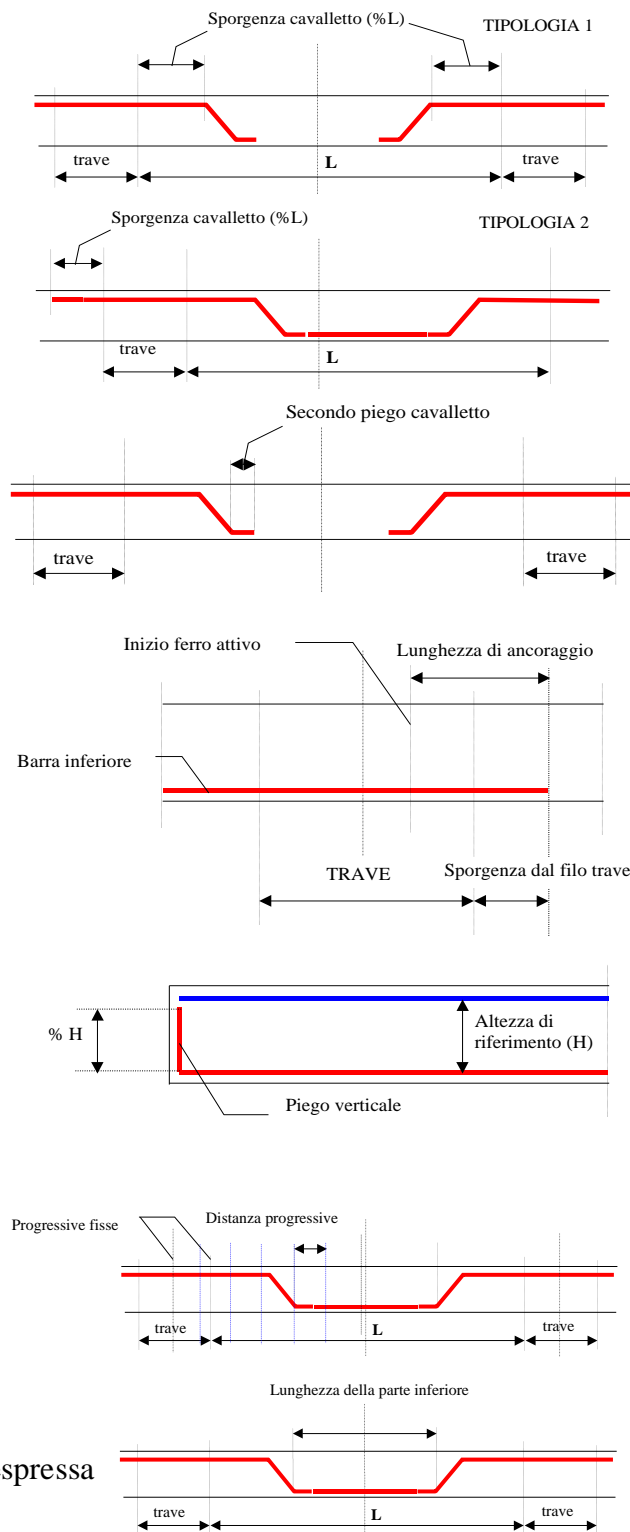 Sporgenza cavalletto (%L)
TIPOLOGIA 1
trave
L
trave
Sporgenza cavalletto (%L)
TIPOLOGIA 2
trave
L
Secondo piego cavalletto
trave
trave
Inizio ferro attivo
Lunghezza di ancoraggio
Barra inferiore
TRAVE
Sporgenza dal filo trave
% H
Altezza di
riferimento (H)
Piego verticale
Progressive fisse
Distanza progressive
trave
L
trave
Lunghezza della parte inferiore
espressa
trave
L
trave